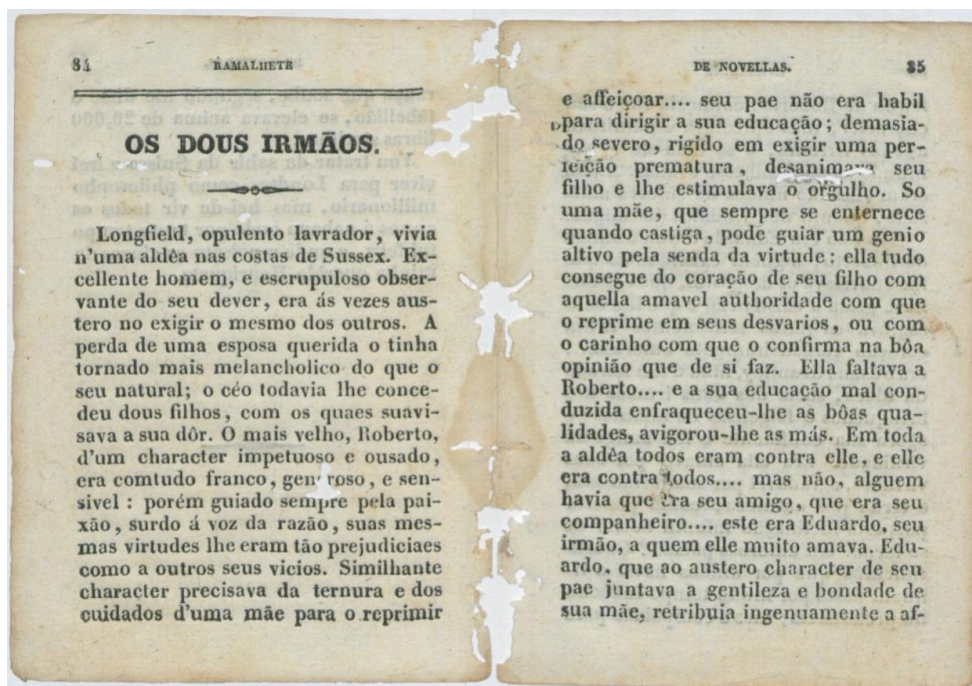 84
RAMALHETE
OS DOUS IRMÃOS.
Longfield, opulento lavrador, vivia
n'uma aldêa nas costas de Sussex. Ex-
cellente homem, e escrupuloso obser-
vante do seu dever, era ás vezes aus-
tero no exigir o mesmo dos outros. A
perda de uma esposa querida o tinha
tornado mais melancholico do que o
seu natural; o céo todavia lhe conce-
deu dous filhos, com os quaes suavi-
sava a sua dôr. O mais velho, Roberto,
d'um character impetuoso e ousado,
era comtudo franco, generoso, e sen-
sivel : porém guiado sempre pela pai-
xão, surdo á voz da razão, suas mes-
mas virtudes lhe eram tão prejudiciaes
como a outros seus vicios. Similhante
character precisava da ternura e dos
cuidados d'uma mãe para o reprimir
DE NOVELLAS.
85
e affeiçoar.... seu pae não era habil
para dirigir a sua educação; demasia-
do severo, rigido em exigir uma per-
feição prematura, desanimava seu
filho e lhe estimulava o orgulho. So
uma mãe, que sempre se enternece
quando castiga, pode guiar um genio
altivo pela senda da virtude: ella tudo
consegue do coração de seu filho com
aquella amavel authoridade com que
o reprime em seus desvarios, ou com
o carinho com que o confirma na bôa
opinião que de si faz. Ella faltava a
Roberto.... e a sua educação mal con-
duzida enfraqueceu-lhe as bôas qua-
lidades, avigorou-lhe as más. Em toda
a aldêa todos eram contra elle, e elle
era contra todos.... mas não, alguem
havia que era seu amigo, que era seu
companheiro.... este era Eduardo, seu
irmão, a quem elle muito amava. Edu-
ardo, que ao austero character de seu
pae juntava a gentileza e bondade de
sua mãe, retribuia ingenuamente a af-